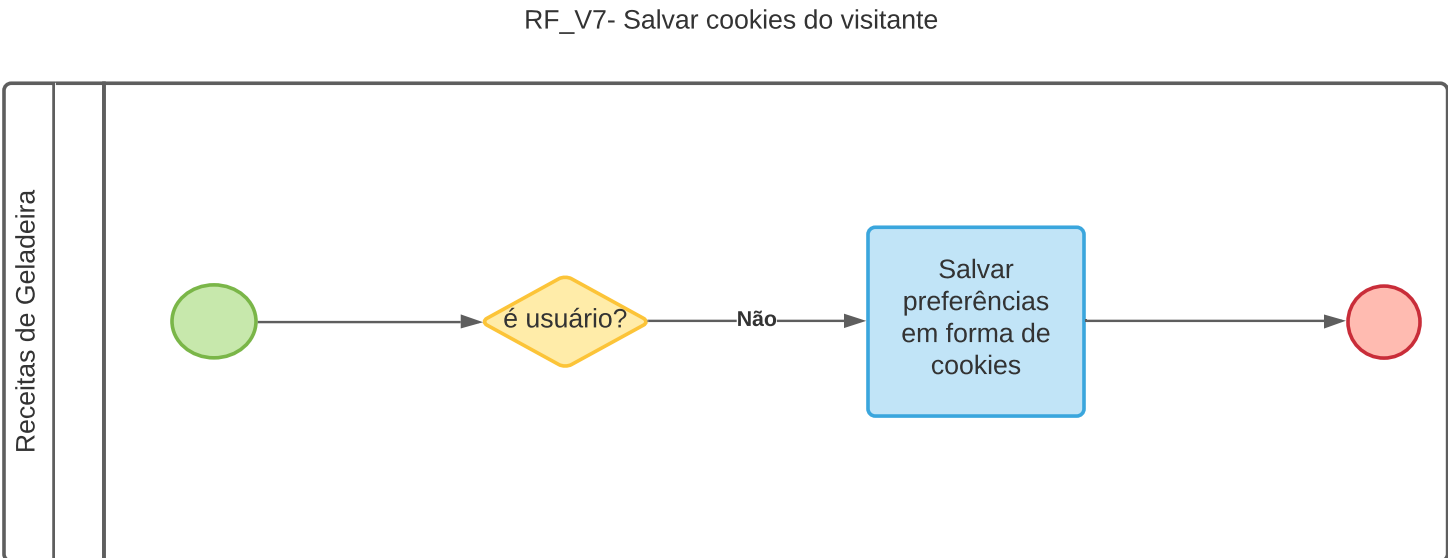 RF_V7- Salvar cookies do visitante
Receitas de Geladeira
é usuário?
Não
Salvar
preferências
em forma de
cookies